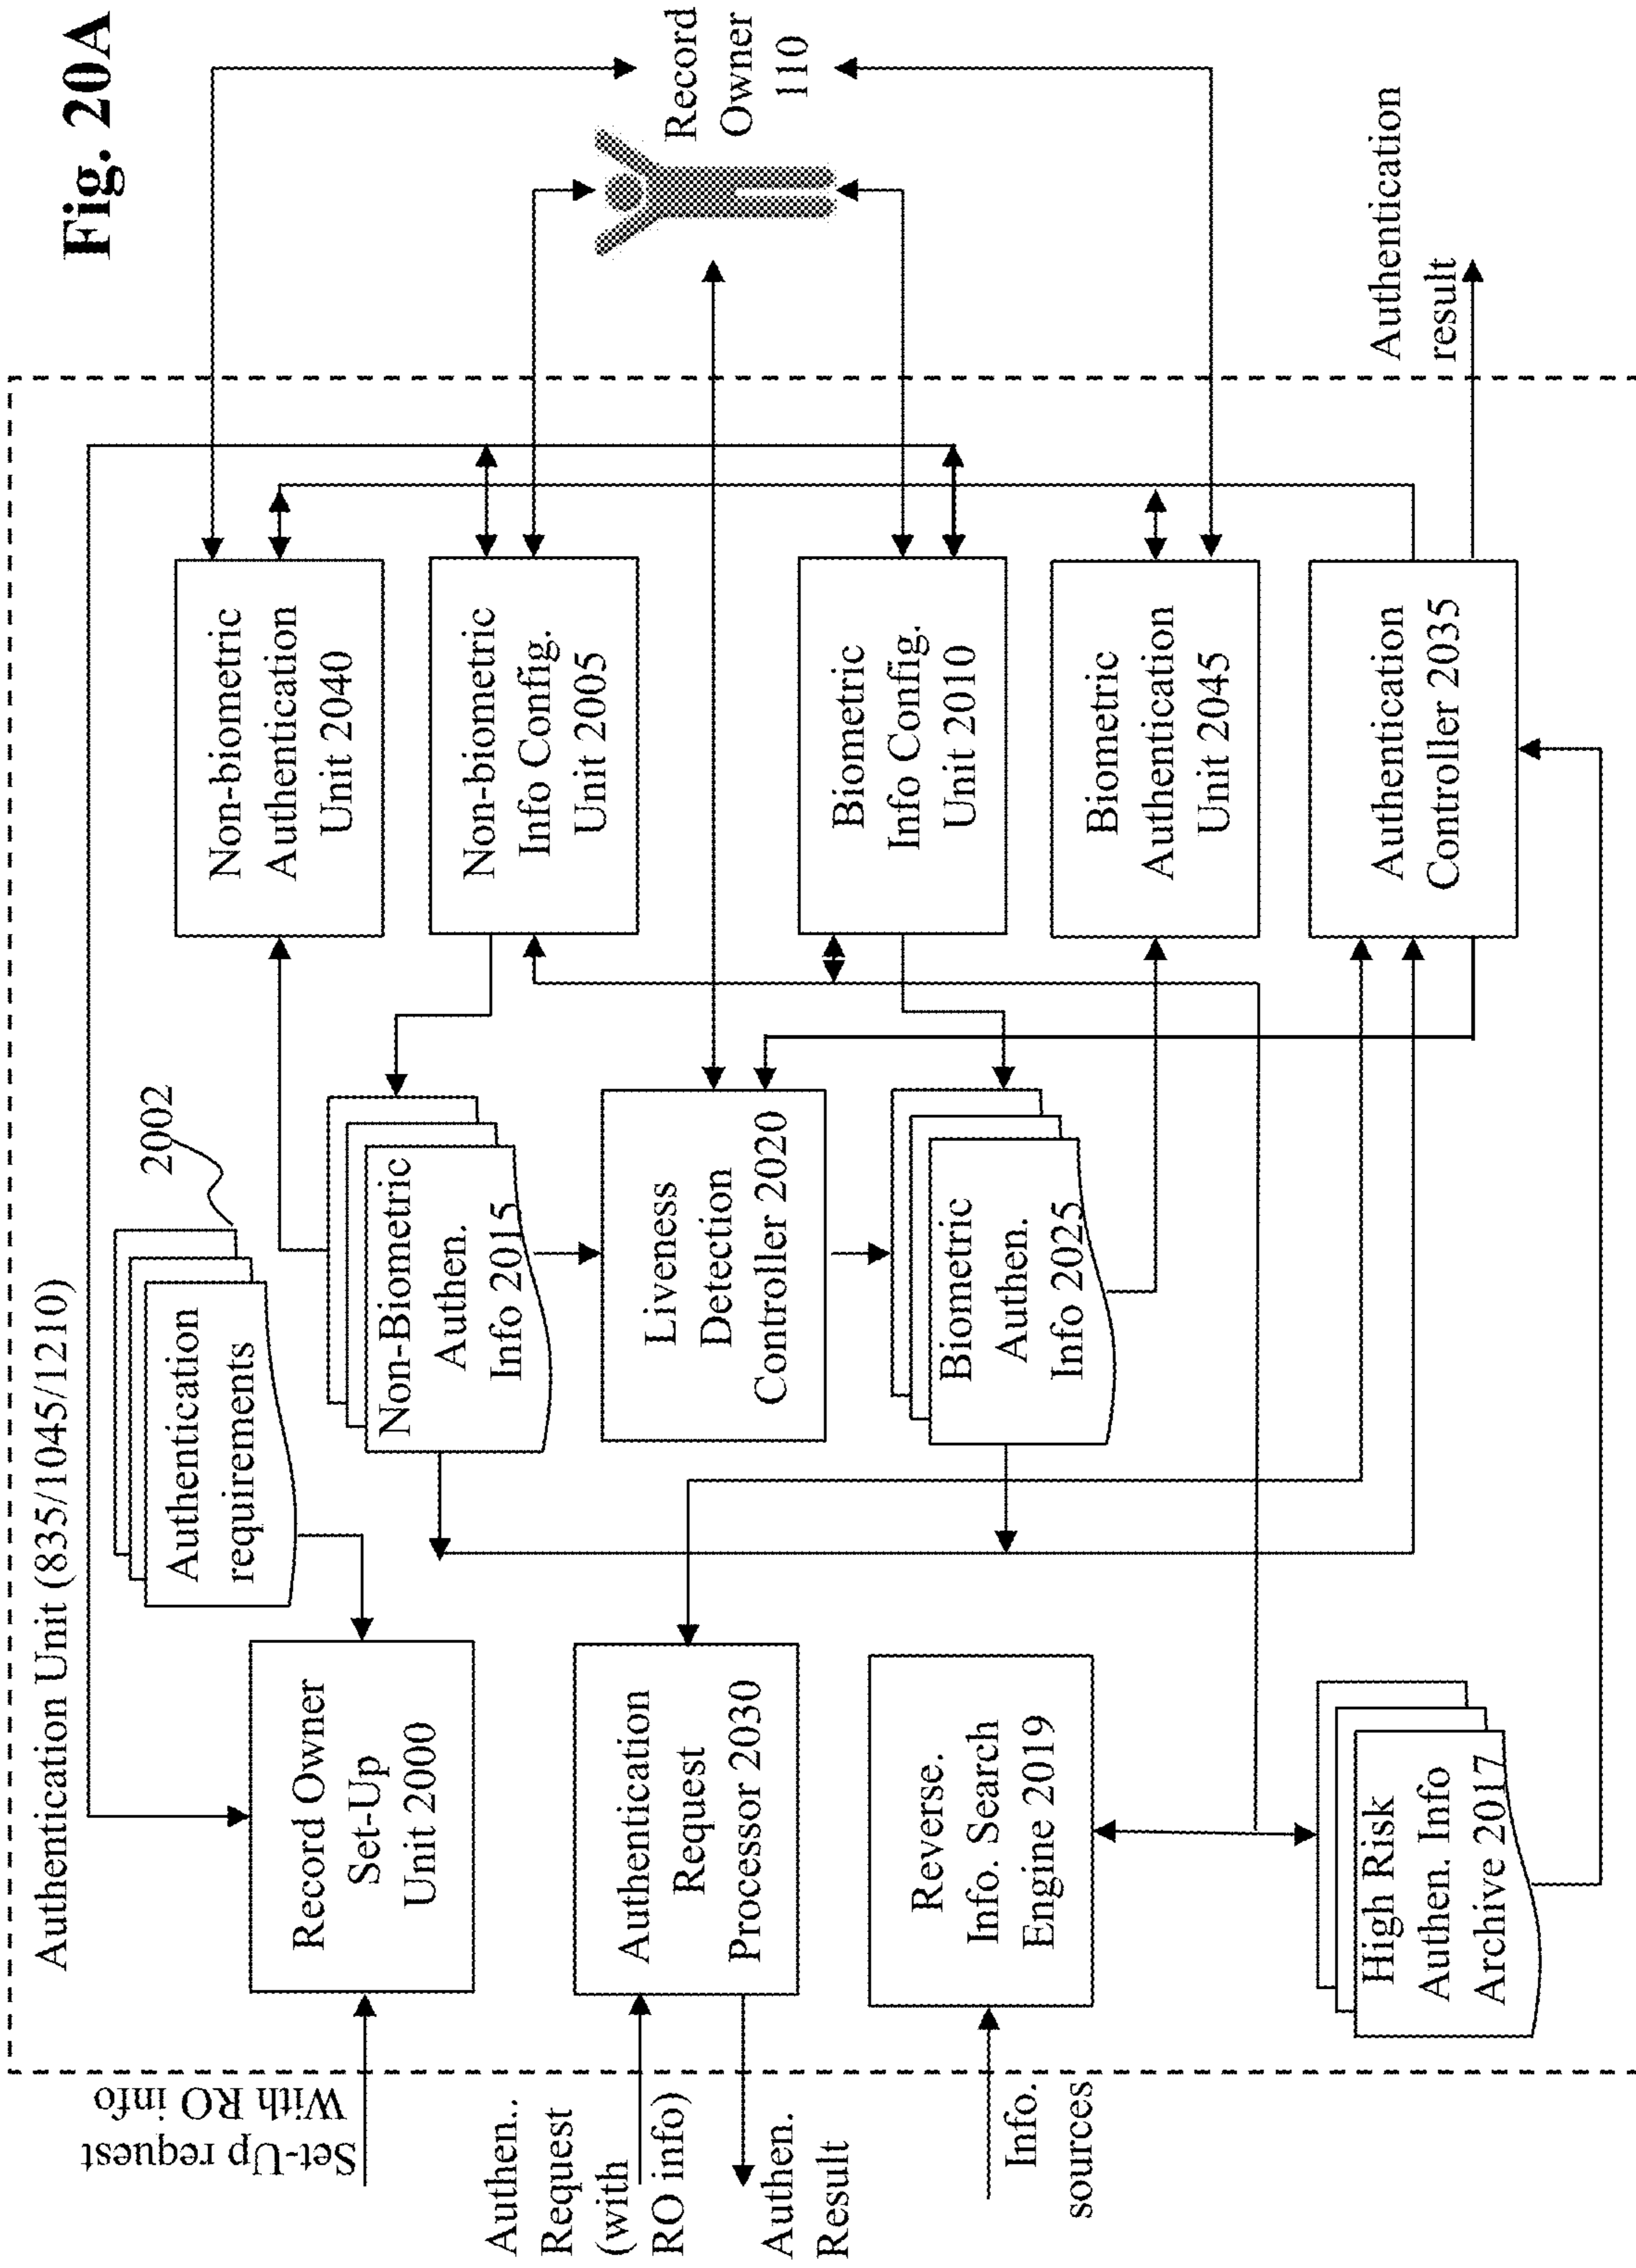 Fig. 20A
Authentication Unit (835/1045/1210)
2002
Set-Up request
With RO info
Record Owner
Set-Up
Unit 2000
Authentication
requirements
Non-biometric
Authentication
Unit 2040
Non-Biometric
Authen.
Info 2015
Non-biometric
Info Config.
Unit 2005
Record
Owner
110
Authen..
Request
(with
RO info)
Authen.
Result
Authentication
Request
Processor 2030
Liveness
Detection
Controller 2020
Biometric
Info Config.
Unit 2010
Info.
sources
Reverse.
Info. Search
Engine 2019
Biometric
Authen.
Info 2025
Biometric
Authentication
Unit 2045
High Risk
Authen. Info
Archive 2017
Authentication
Controller 2035
Authentication
result